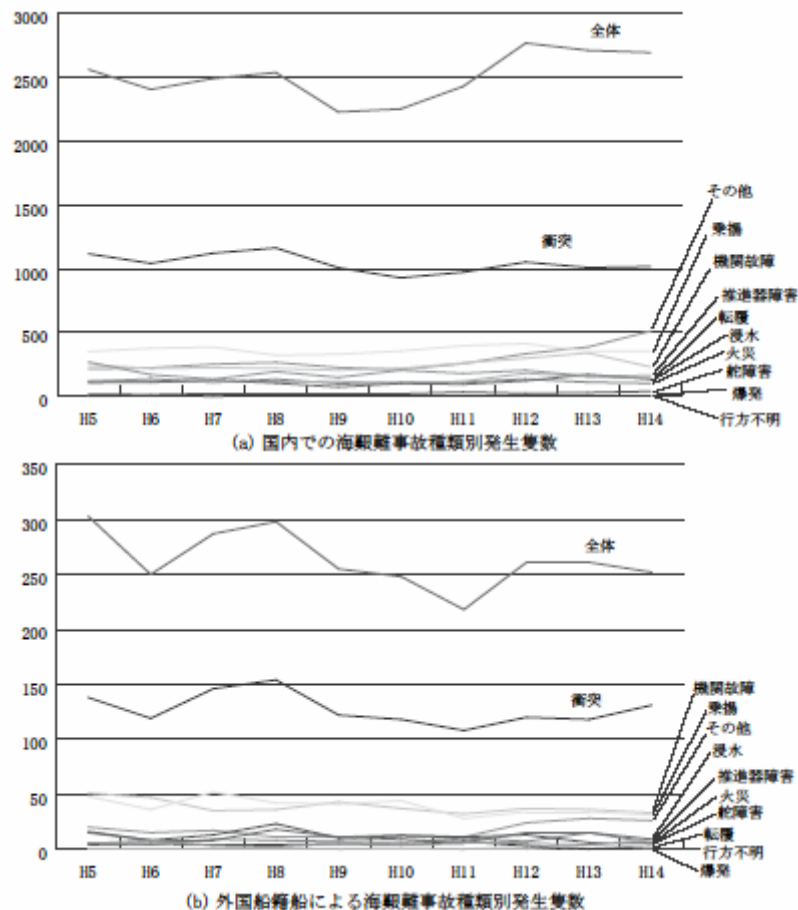 3000
全体
2500
2000
1500
その他
乗揚
衝突
機関故障
1000
推進器障害
転覆
500
浸水
火災
舵障害
爆発
0
行方不明
H5 H6 H7 H8 H9 H10 H11 H12 H13 H14
(a) 国内での海難事故種類別発生隻数
350
300
全体
250
200
150
機関故障
衝突
乗揚
その他
100
浸水
推進器障害
50
火災
舵障害
転覆
0
行方不明
爆発
H5 H6 H7 H8 H9 H10 H11 H12 H13 H14
(b) 外国船籍船による海難事故種類別発生隻数